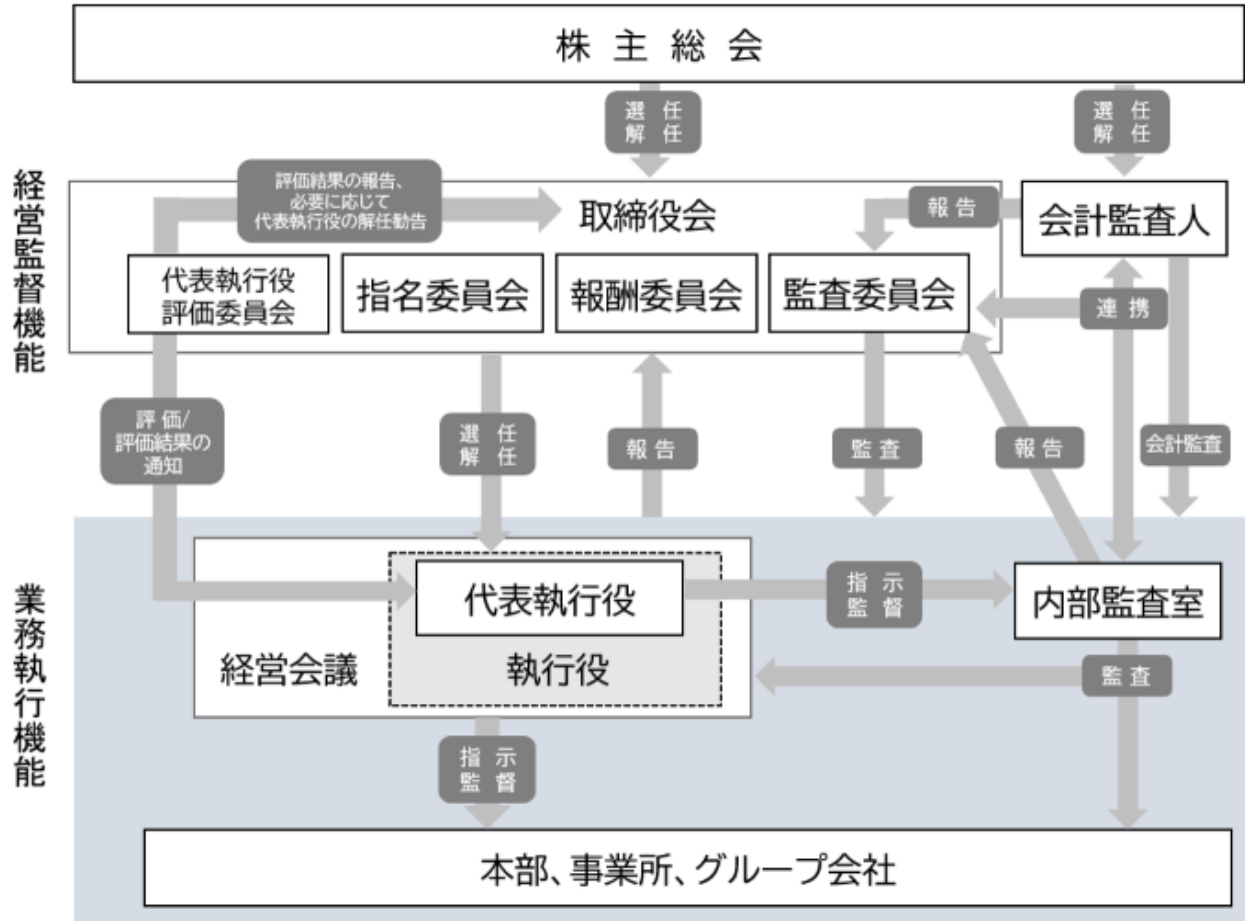 株主総会
選任
解任
選任
解任
経営監督機能
評価結果の報告、
必要に応じて
代表執行役の解任勧告
取締役会
報告
会計監査人
代表執行役
評価委員会
指名委員会
報酬委員会
監査委員会
連携
評価/
評価結果の
通知
選任
解任
報告
監査
報告
会計監査
業務執行機能
代表執行役
指示
監督
内部監査室
経営会議
執行役
監査
指示
監督
本部、事業所、グループ会社